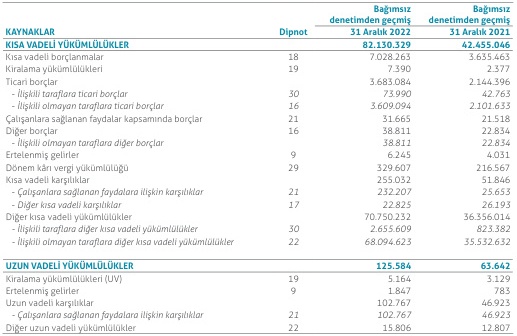 Bağımsız Bağımsız
denetimden geçmiş denetimden geçmiş
KAYNAKLAR Dipnot 31 Aralık 2022 31 Aralık 2021
KISA VADELİ YÜKÜMLÜLÜKLER 82.130.329 42.455.046
Kısa vadeli borçlanmalar 18 7.028.263 3.635.463
Kiralama yükümlülükleri 19 7.390 2.377
Ticari borçlar 3.683.084 2.144.396
- İlişkili taraflara ticari borçlar 30 73.990 42.763
- İlişkili olmayan taraflara ticari borçlar 16 3.609.094 2.101.633
Çalışanlara sağlanan faydalar kapsamında borçlar 21 31.665 21.518
Diğer borçlar 16 38.811 22.834
- İlişkili olmayan taraflara diğer borçlar 38.811 22.834
Ertelenmiş gelirler 9 6.245 4.031
Dönem kârı vergi yükümlülüğü 29 329.607 216.567
Kısa vadeli karşılıklar 255.032 51.846
- Çalışanlara sağlanan faydalara ilişkin karşılıklar 21 232.207 25.653
- Diğer kısa vadeli karşılıklar 17 22.825 26.193
Diğer kısa vadeli yükümlülükler 70.750.232 36.356.014
- İlişkili taraflara diğer kısa vadeli yükümlülükler 30 2.655.609 823.382
- İlişkili olmayan taraflara diğer kısa vadeli yükümlülükler 22 68.094.623 35.532.632
UZUN VADELİ YÜKÜMLÜLÜKLER 125.584 63.642
Kiralama yükümlülükleri (UV) 19 5.164 3.129
Ertelenmiş gelirler 9 1.847 783
Uzun vadeli karşılıklar 102.767 46.923
- Çalışanlara sağlanan faydalara ilişkin karşılıklar 21 102.767 46.923
Diğer uzun vadeli yükümlülükler 22 15.806 12.807